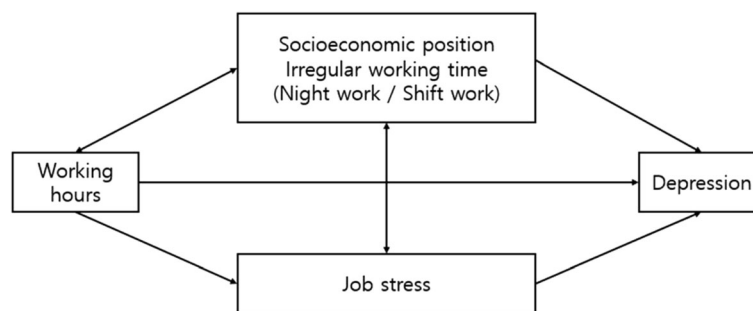 Socioeconomic position
Irregular working time
(Night work / Shift work)
Working
hours
Depression
Job stress